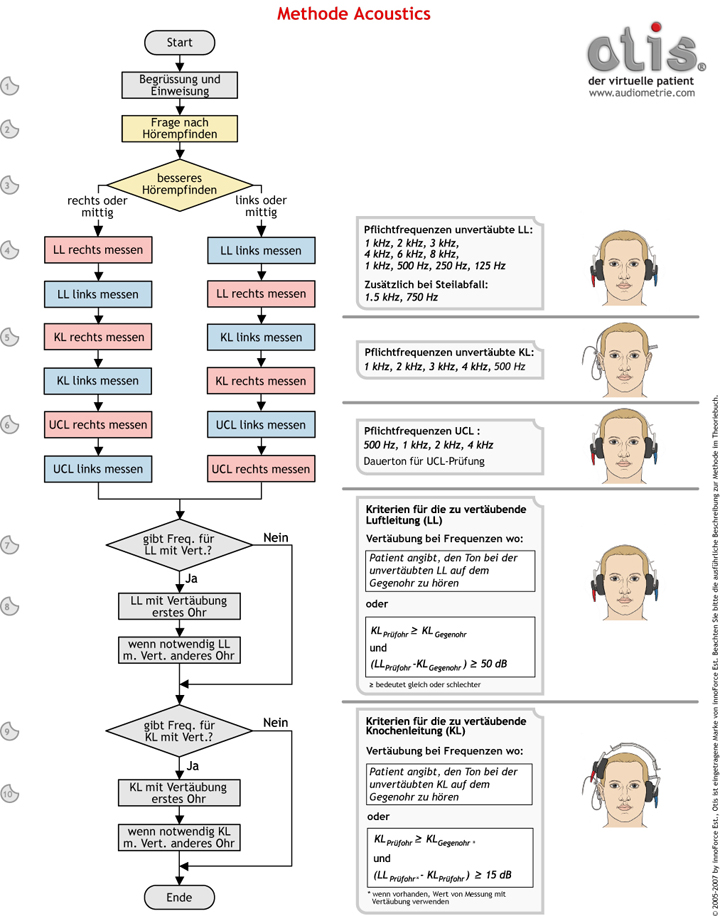 Methode Acoustics
otis®
der virtuelle patient
www.audiometrie.com
Start
1
Begrüssung und
Einweisung
2
Frage nach
Hörempfinden
3
besseres
Hörempfinden
rechts oder
mittig
links oder
mittig
4
LL rechts messen
LL links messen
LL links messen
LL rechts messen
5
KL rechts messen
KL links messen
KL links messen
KL rechts messen
6
UCL rechts messen
UCL links messen
UCL links messen
UCL rechts messen
Pflichtfrequenzen unvertäubte LL:
1 kHz, 2 kHz, 3 kHz,
4 kHz, 6 kHz, 8 kHz,
1 kHz, 500 Hz, 250 Hz, 125 Hz
Zusätzlich bei Steilabfall:
1.5 kHz, 750 Hz
Pflichtfrequenzen unvertäubte KL:
1 kHz, 2 kHz, 3 kHz, 4 kHz, 500 Hz
Pflichtfrequenzen UCL :
500 Hz, 1 kHz, 2 kHz, 4 kHz
Dauerton für UCL-Prüfung
7
gibt Freq. für
LL mit Vert.?
Nein
Ja
8
LL mit Vertäubung
erstes Ohr
wenn notwendig LL
m. Vert. anderes Ohr
Kriterien für die zu vertäubende
Luftleitung (LL)
Vertäubung bei Frequenzen wo:
Patient angibt, den Ton bei der
unvertäubten LL auf dem
Gegenohr zu hören
oder
KL Prüfohr ≥ KL Gegenohr
und
(LL Prüfohr -KL Gegenohr ) ≥ 50 dB
≥ bedeutet gleich oder schlechter
9
gibt Freq. für
KL mit Vert.?
Nein
Ja
10
KL mit Vertäubung
erstes Ohr
wenn notwendig KL
m. Vert. anderes Ohr
Ende
Kriterien für die zu vertäubende
Knochenleitung (KL)
Vertäubung bei Frequenzen wo:
Patient angibt, den Ton bei der
unvertäubten KL auf dem
Gegenohr zu hören
oder
KL Prüfohr ≥ KL Gegenohr *
und
(LL Prüfohr*- KL Prüfohr ) ≥ 15 dB
* wenn vorhanden, Wert von Messung mit
Vertäubung verwenden
© 2005-2007 by InnoForce Est., Otis ist eingetragene Marke von InnoForce Est. Beachten Sie bitte die ausführliche Beschreibung zur Methode im Theoriebuch.